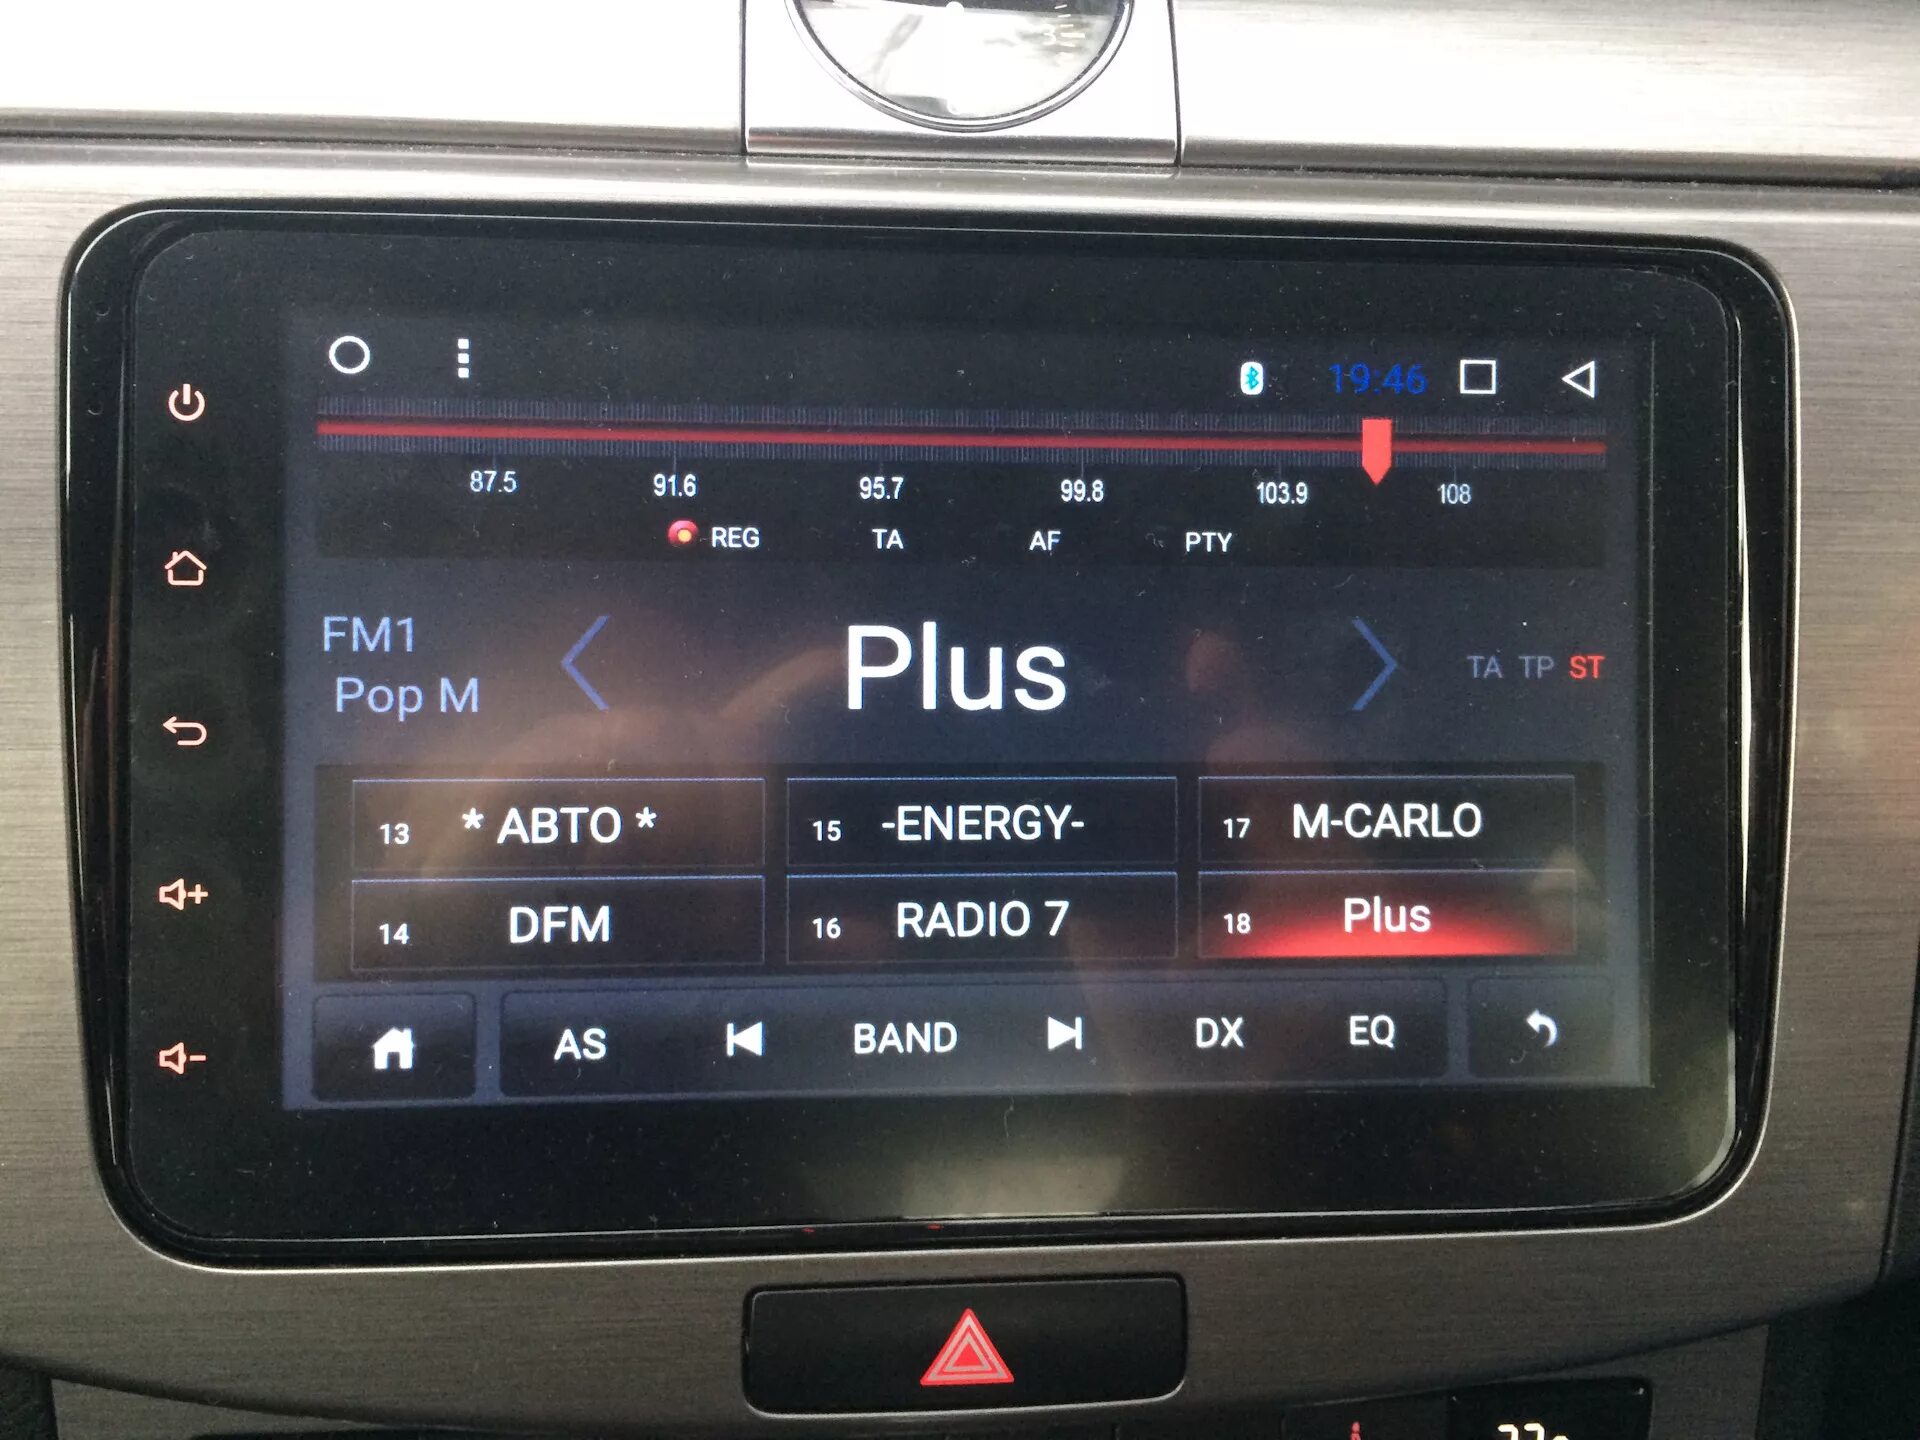 3
19:46
87.5 91.6 95.7 99.8 103.9 108
REG TA AF PTY
FM1
Pop M
Plus
TA TP ST
13 * АВТО *
15 -ENERGY-
17 M-CARLO
14 DFM
16 RADIO 7
18 Plus
AS BAND DX EQ